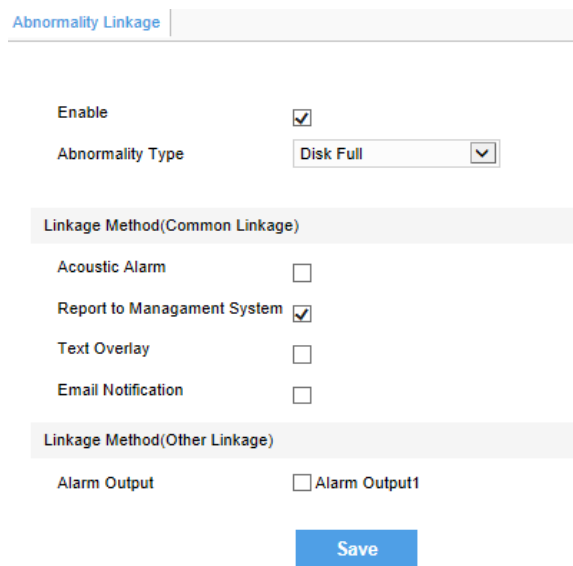 Abnormality Linkage
Enable
Abnormality Type Disk Full
Linkage Method(Common Linkage)
Acoustic Alarm
Report to Managament System
Text Overlay
Email Notification
Linkage Method(Other Linkage)
Alarm Output Alarm Output1
Save